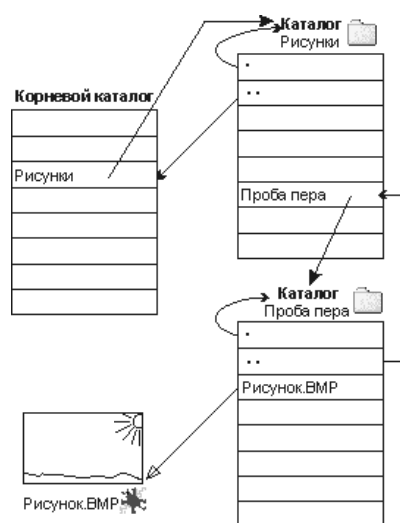 Каталог
Рисунки
.
..
Проба пера
Корневой каталог
Рисунки
Каталог
Проба пера
.
..
Рисунок.BMP
Рисунок.BMP